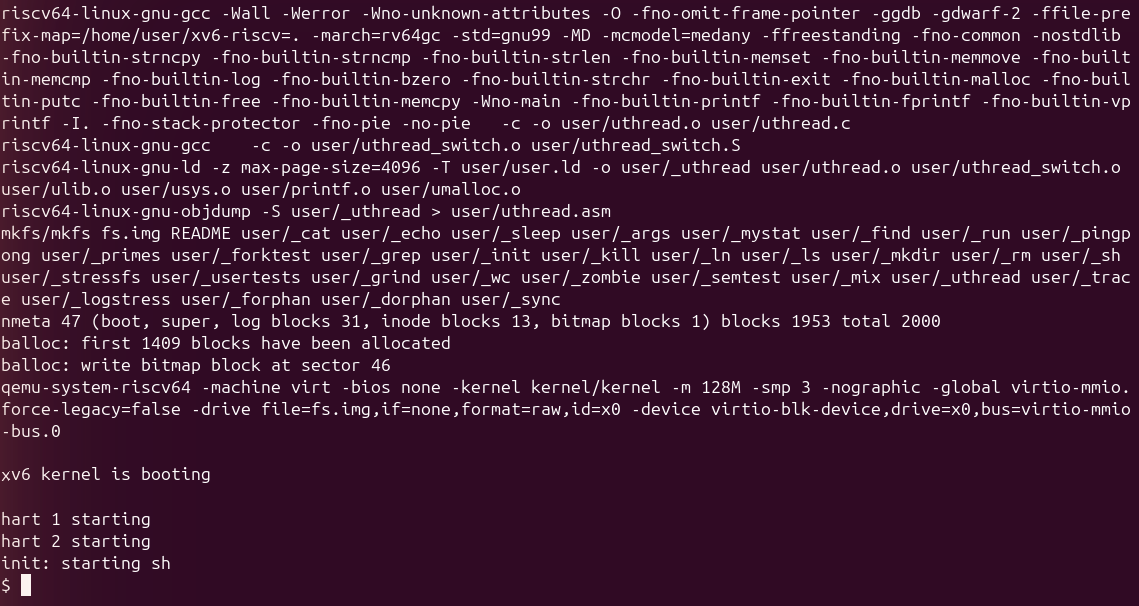 riscv64-linux-gnu-gcc -Wall -Werror -Wno-unknown-attributes -O -fno-omit-frame-pointer -ggdb -gdwarf-2 -ffile-pre
fix-map=/home/user/xv6-riscv=. -march=rv64gc -std=gnu99 -MD -mcmodel=medany -ffreestanding -fno-common -nostdlib
-fno-builtin-strncpy -fno-builtin-strncmp -fno-builtin-strlen -fno-builtin-memset -fno-builtin-memmove -fno-built
in-memcmp -fno-builtin-log -fno-builtin-bzero -fno-builtin-strchr -fno-builtin-exit -fno-builtin-malloc -fno-buil
tin-putc -fno-builtin-free -fno-builtin-memcpy -Wno-main -fno-builtin-printf -fno-builtin-fprintf -fno-builtin-vp
rintf -I. -fno-stack-protector -fno-pie -no-pie   -c -o user/uthread.o user/uthread.c
riscv64-linux-gnu-gcc    -c -o user/uthread_switch.o user/uthread_switch.S
riscv64-linux-gnu-ld -z max-page-size=4096 -T user/user.ld -o user/_uthread user/uthread.o user/uthread_switch.o
user/ulib.o user/usys.o user/printf.o user/umalloc.o
riscv64-linux-gnu-objdump -S user/_uthread > user/uthread.asm
mkfs/mkfs fs.img README user/_cat user/_echo user/_sleep user/_args user/_mystat user/_find user/_run user/_pingp
ong user/_primes user/_forktest user/_grep user/_init user/_kill user/_ln user/_ls user/_mkdir user/_rm user/_sh
user/_stressfs user/_usertests user/_grind user/_wc user/_zombie user/_semtest user/_mix user/_uthread user/_trac
e user/_logstress user/_forphan user/_dorphan user/_sync
nmeta 47 (boot, super, log blocks 31, inode blocks 13, bitmap blocks 1) blocks 1953 total 2000
balloc: first 1409 blocks have been allocated
balloc: write bitmap block at sector 46
qemu-system-riscv64 -machine virt -bios none -kernel kernel/kernel -m 128M -smp 3 -nographic -global virtio-mmio.
force-legacy=false -drive file=fs.img,if=none,format=raw,id=x0 -device virtio-blk-device,drive=x0,bus=virtio-mmio
-bus.0
xv6 kernel is booting
hart 1 starting
hart 2 starting
init: starting sh
$